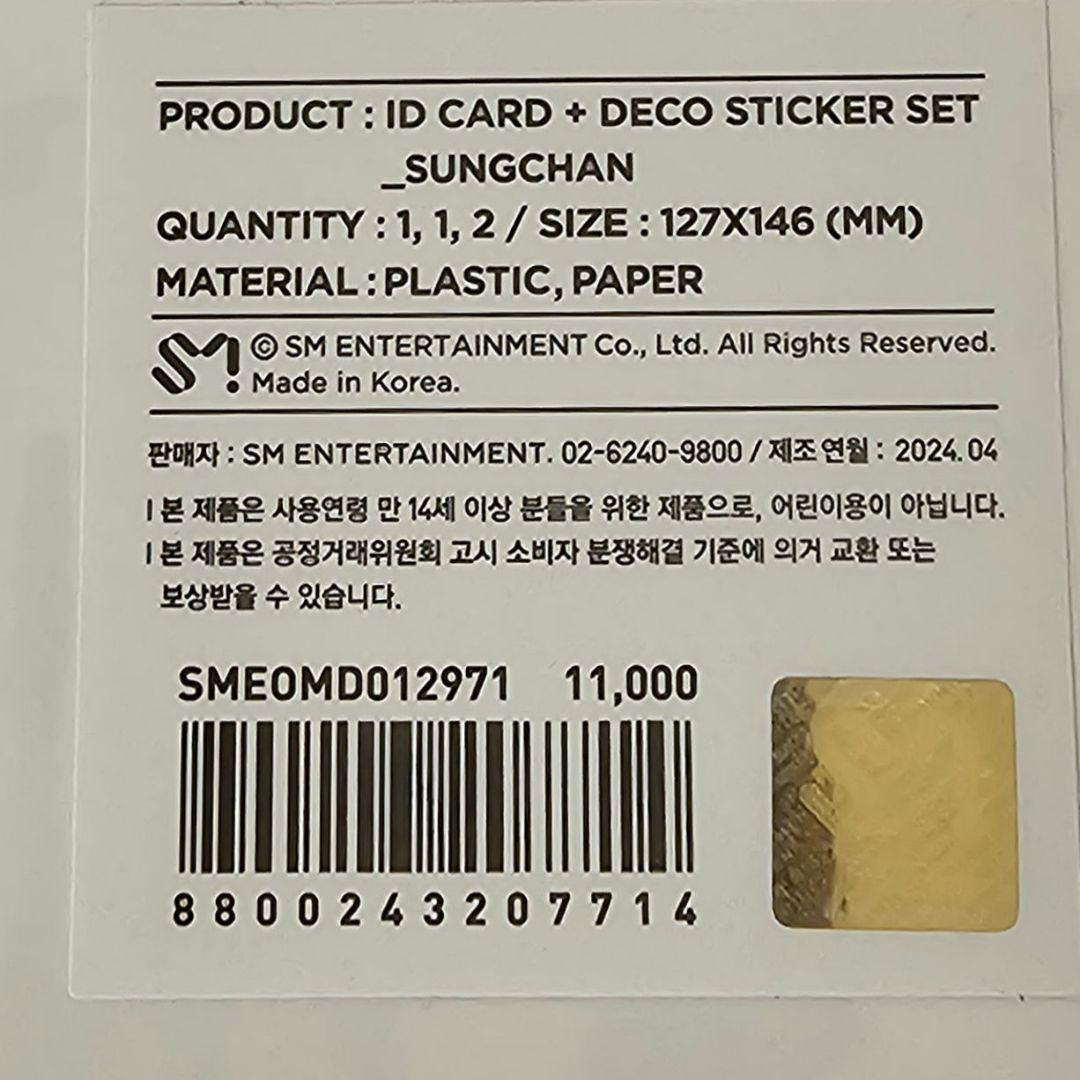 PRODUCT : ID CARD + DECO STICKER SET
_SUNGCHAN
QUANTITY : 1, 1, 2 / SIZE : 127X146 (MM)
MATERIAL : PLASTIC, PAPER
SM! © SM ENTERTAINMENT Co., Ltd. All Rights Reserved.
Made in Korea.
판매자 : SM ENTERTAINMENT. 02-6240-9800 / 제조연월 : 2024. 04
l 본 제품은 사용연령 만 14세 이상 분들을 위한 제품으로, 어린이용이 아닙니다.
l 본 제품은 공정거래위원회 고시 소비자 분쟁해결 기준에 의거 교환 또는
보상받을 수 있습니다.
SMEOMD012971 11,000
8800243207714